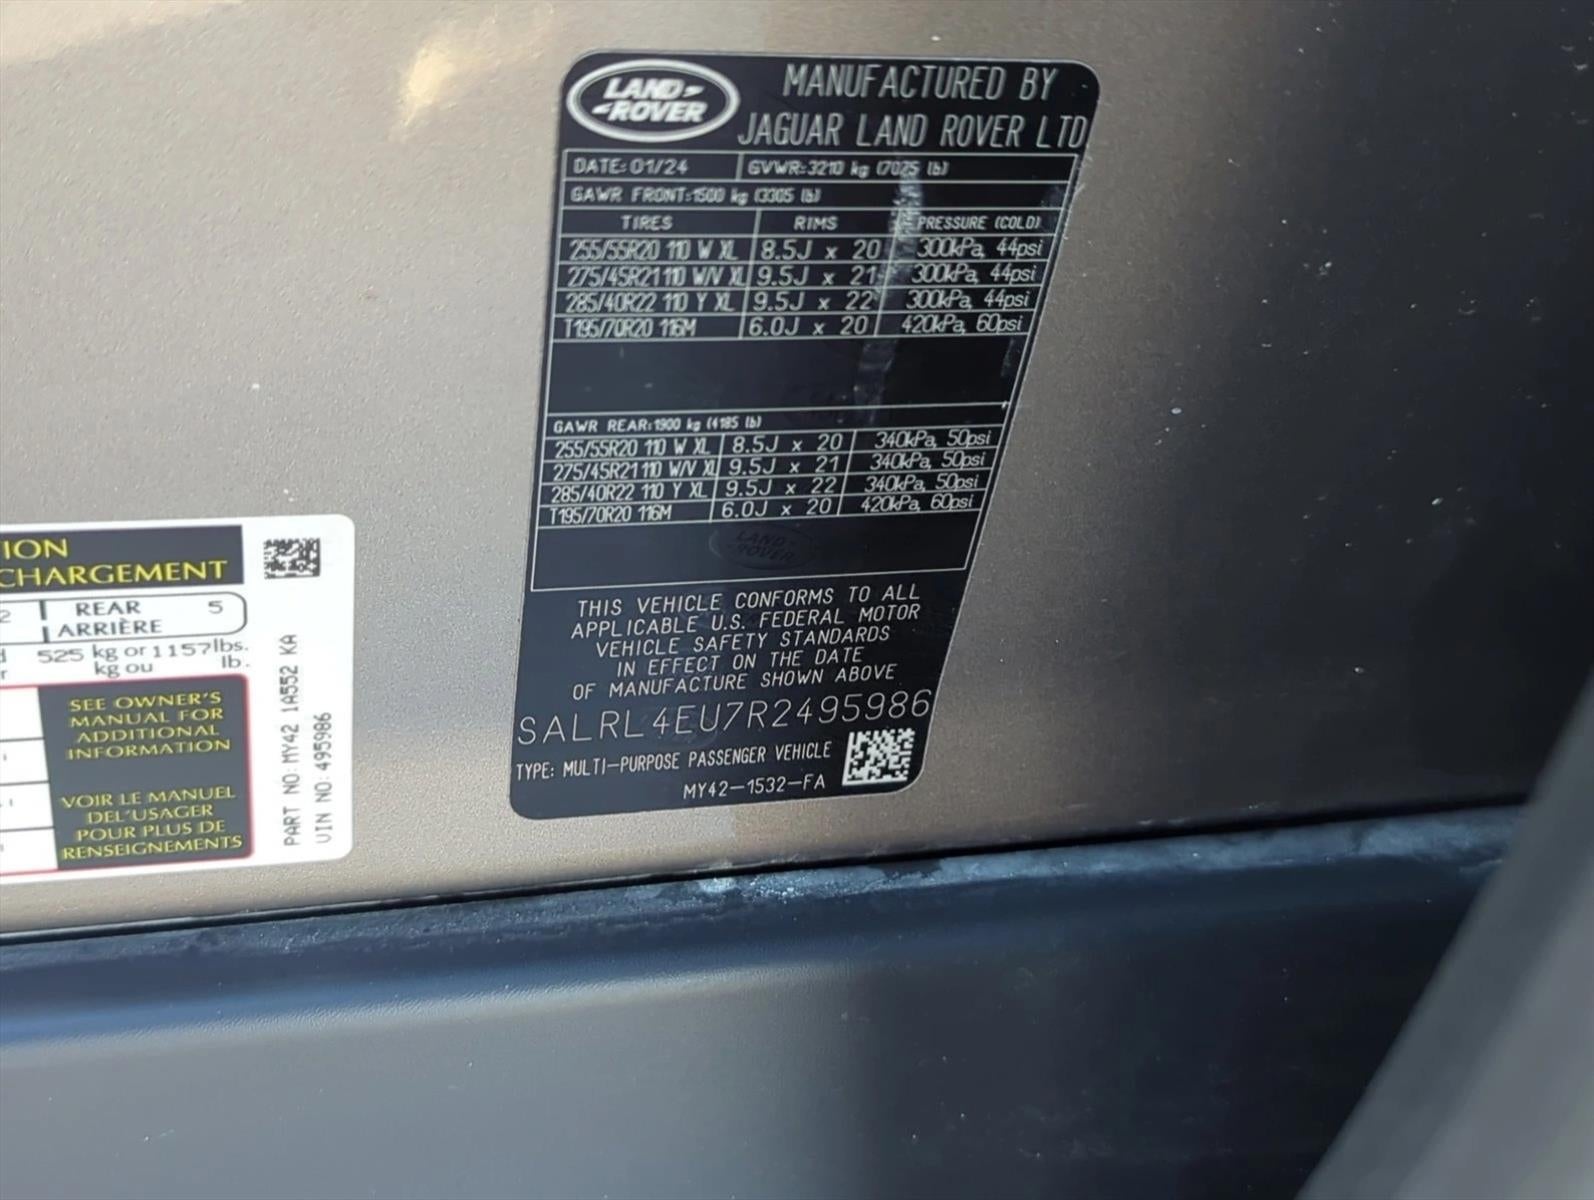 LAND-
-ROVER
MANUFACTURED BY
JAGUAR LAND ROVER LTD
DATE: 01/24 GVWR: 3210 kg (7025 lb)
GAWR FRONT: 1500 kg (3305 lb)
TIRES RIMS PRESSURE (COLD)
255/55R20 110 W XL 8.5J x 20 300kPa, 44psi
275/45R21 110 W/V XL 9.5J x 21 300kPa, 44psi
285/40R22 110 Y XL 9.5J x 22 300kPa, 44psi
T195/70R20 116M 6.0J x 20 420kPa, 60psi
GAWR REAR: 1900 kg (4185 lb)
255/55R20 110 W XL 8.5J x 20 340kPa, 50psi
275/45R21 110 W/V XL 9.5J x 21 340kPa, 50psi
285/40R22 110 Y XL 9.5J x 22 340kPa, 50psi
T195/70R20 116M 6.0J x 20 420kPa, 60psi
LAND-
-ROVER
THIS VEHICLE CONFORMS TO ALL
APPLICABLE U.S. FEDERAL MOTOR
VEHICLE SAFETY STANDARDS
IN EFFECT ON THE DATE
OF MANUFACTURE SHOWN ABOVE
SALRL4EU7R2495986
TYPE: MULTI-PURPOSE PASSENGER VEHICLE
MY42-1532-FA
TION
CHARGEMENT
2 REAR 5
ARRIÈRE
525 kg or 1157lbs.
kg ou lb.
SEE OWNER'S
MANUAL FOR
ADDITIONAL
INFORMATION
VOIR LE MANUEL
DEL'USAGER
POUR PLUS DE
RENSEIGNEMENTS
PART NO: MY42 1A552 KA
VIN NO: 495986